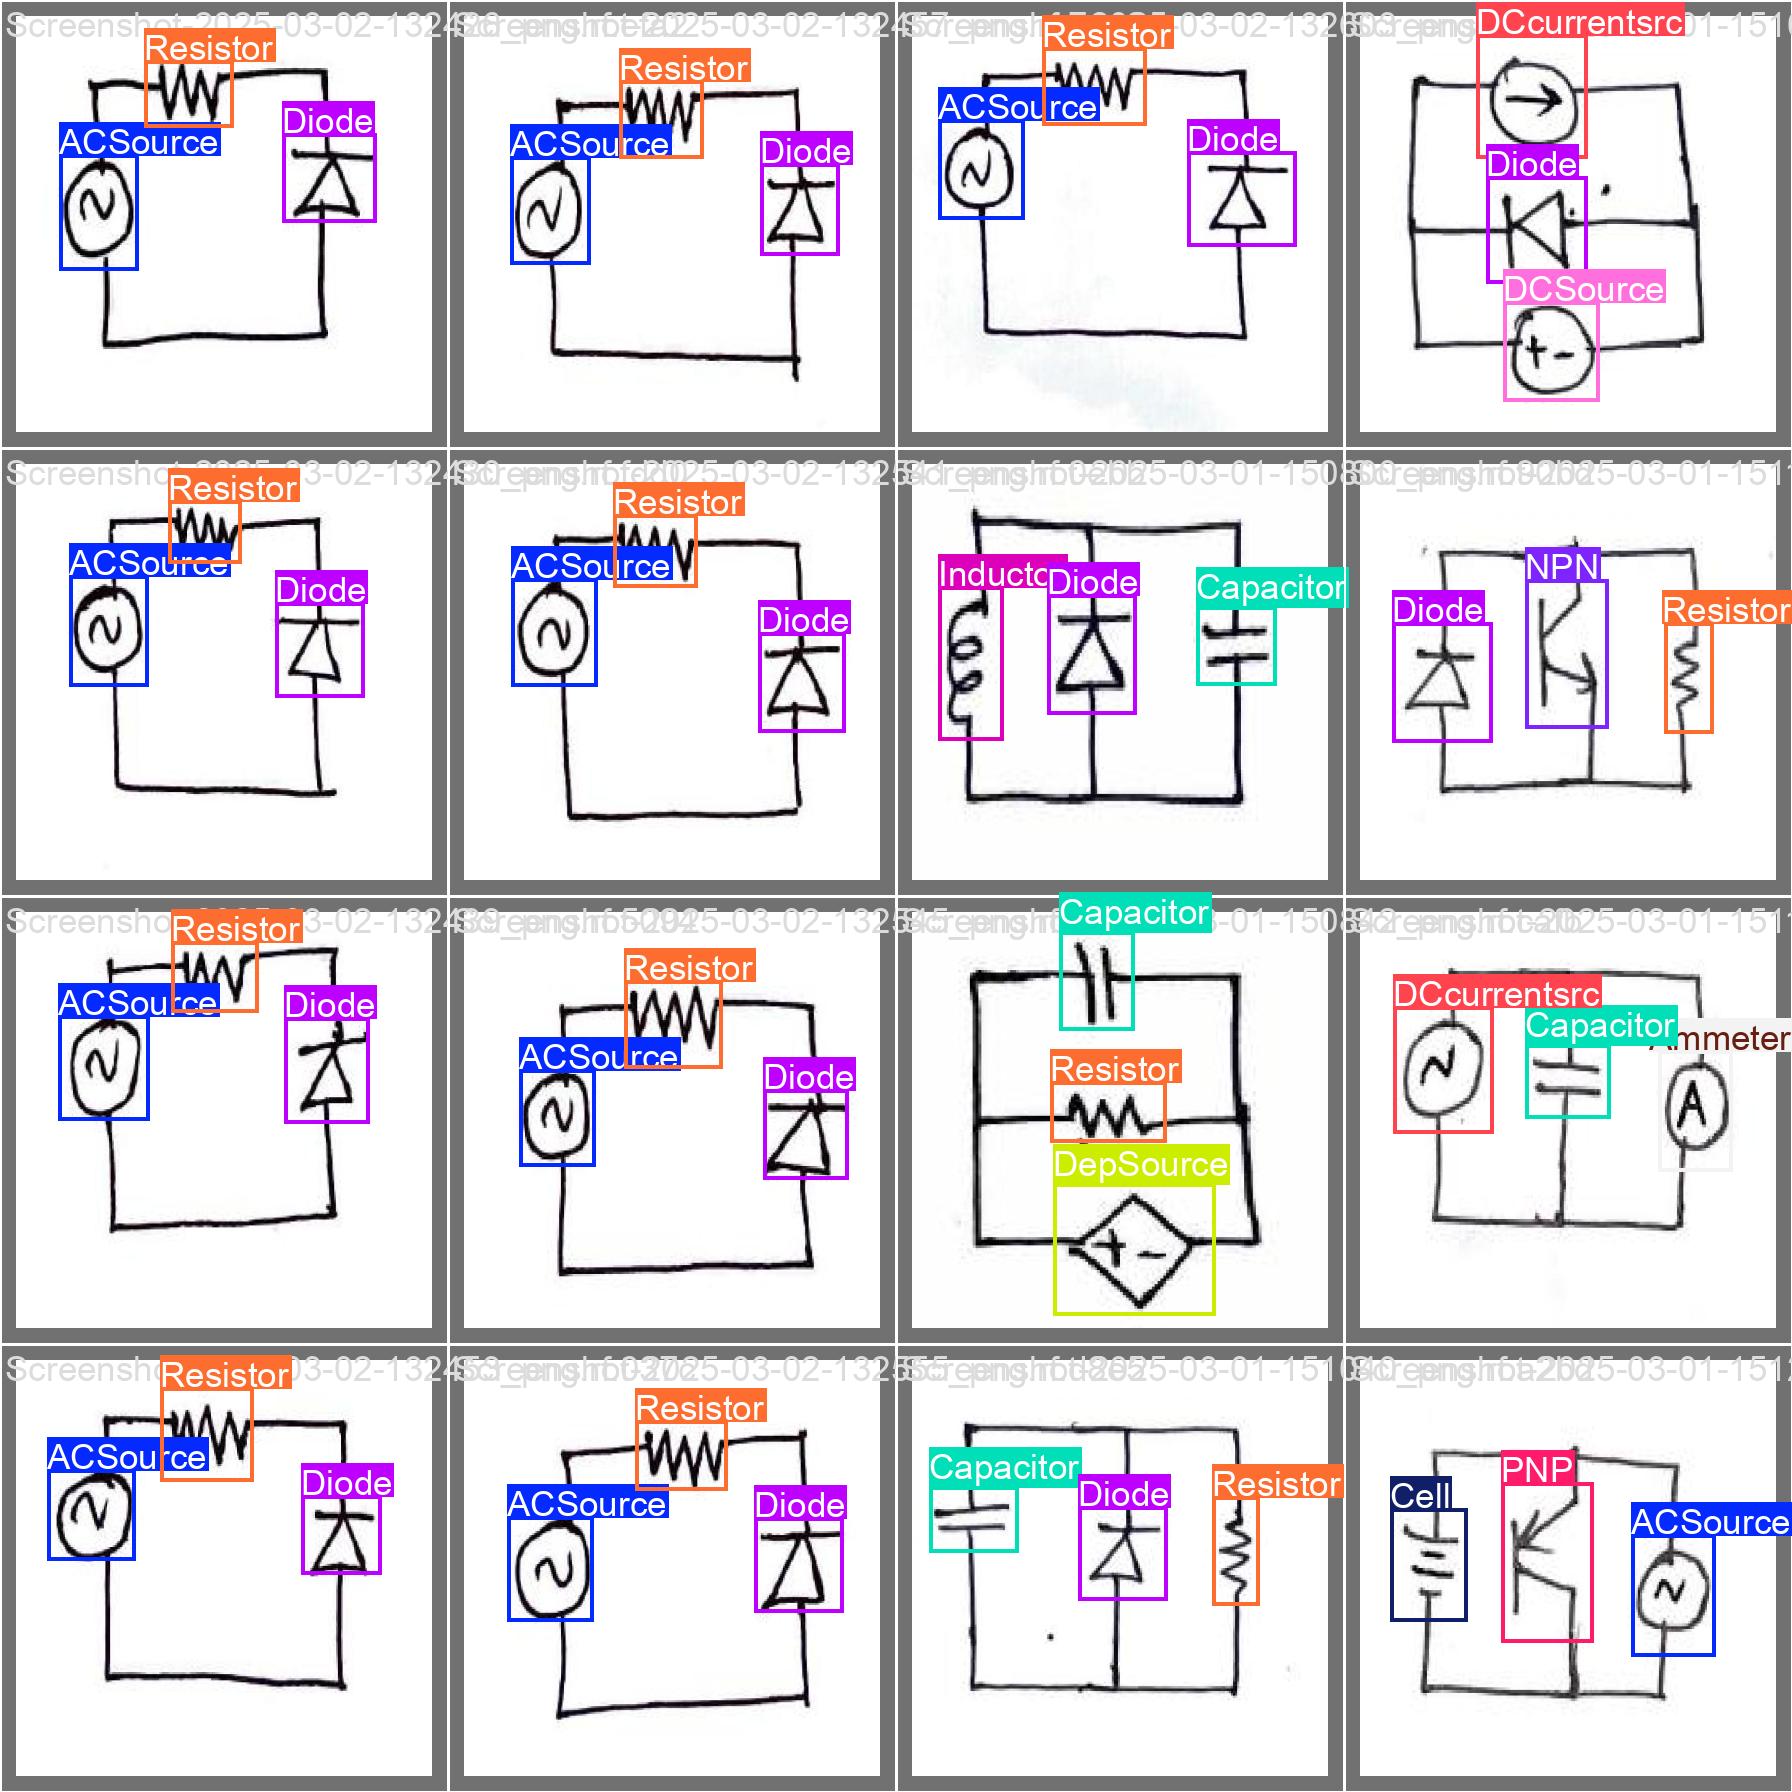 Resistor
ACSource
Diode
Resistor
ACSource
Diode
Resistor
ACSource
Diode
DCcurrentsrc
Diode
DCSource
+ -
Resistor
ACSource
Diode
Resistor
ACSource
Diode
Inductor
Diode
Capacitor
Diode
NPN
Resistor
Resistor
ACSource
Diode
Resistor
ACSource
Diode
Capacitor
Resistor
DepSource
+ -
DCcurrentsrc
Capacitor
Ammeter
A
Resistor
ACSource
Diode
Resistor
ACSource
Diode
Capacitor
Diode
Resistor
Cell
PNP
ACSource